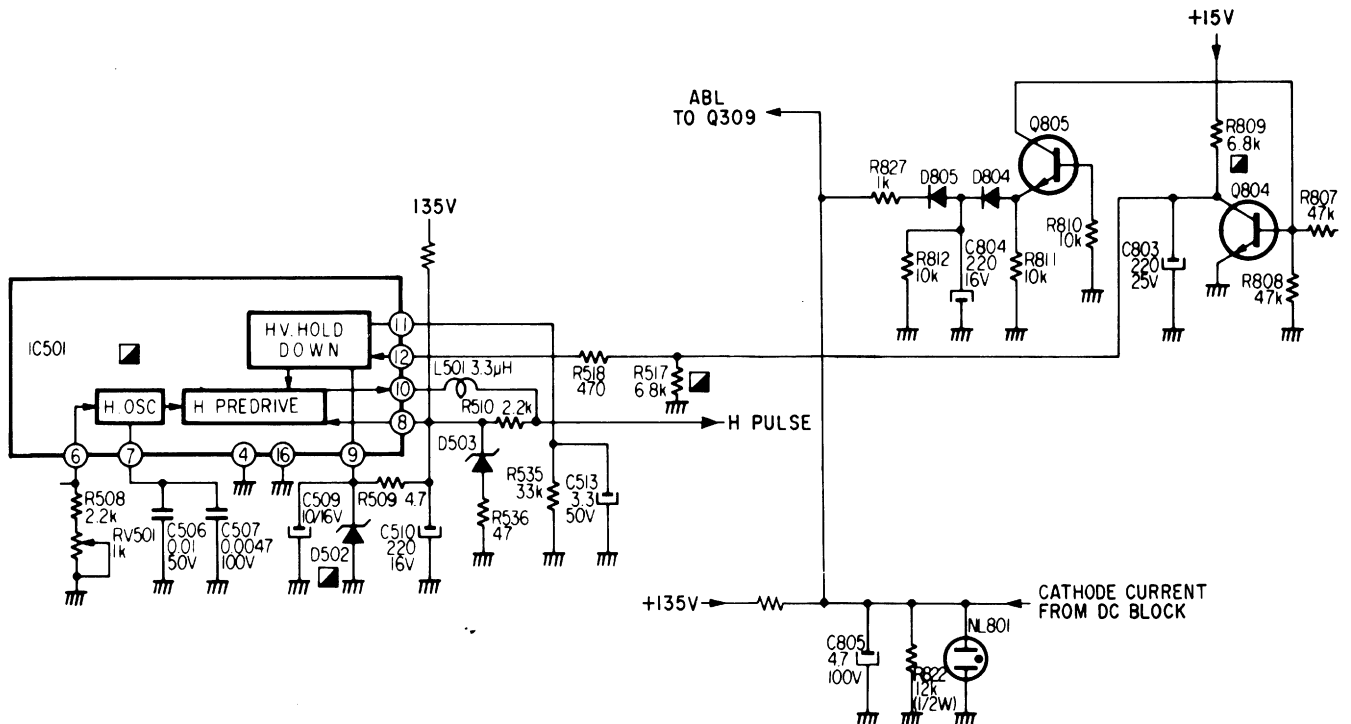 +15V
ABL
TO Q309
Q805
R809
6.8k
R827
1k
D805
D804
Q804
R807
47k
135V
R810
10k
R812
10k
C804
220
16V
R811
10k
C803
220
25V
R808
47k
IC501
HV. HOLD
DOWN
11
12
L501 3.3μH
R518
470
R517
6.8k
H. OSC
H PREDRIVE
10
R510 2.2k
8
H PULSE
6
7
4
16
9
D503
R508
2.2k
RV501
1k
C506
0.01
50V
C507
0.0047
100V
C509
10/16V
R509 4.7
D502
C510
220
16V
R536
47
R535
33k
C513
3.3
50V
+135V
CATHODE CURRENT
FROM DC BLOCK
NL801
C805
4.7
100V
R822
12k
(1/2W)